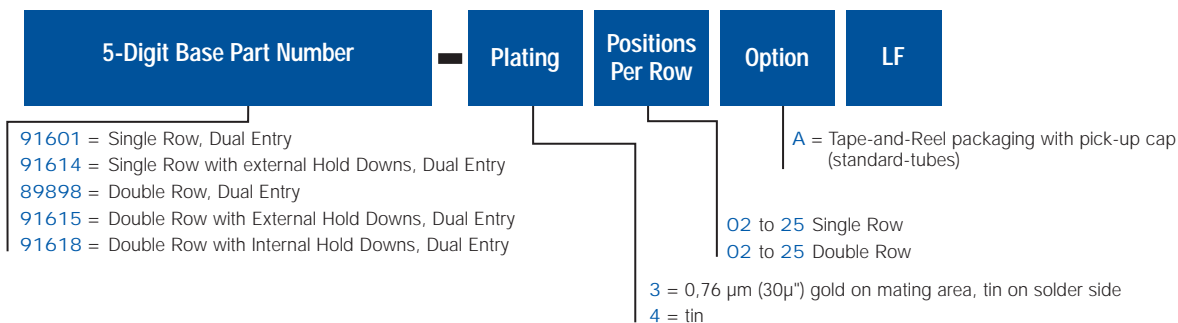 5-Digit Base Part Number
-
Plating
Positions
Per Row
Option
LF
91601 = Single Row, Dual Entry
91614 = Single Row with external Hold Downs, Dual Entry
89898 = Double Row, Dual Entry
91615 = Double Row with External Hold Downs, Dual Entry
91618 = Double Row with Internal Hold Downs, Dual Entry
A = Tape-and-Reel packaging with pick-up cap
(standard-tubes)
02 to 25 Single Row
02 to 25 Double Row
3 = 0,76 µm (30µ") gold on mating area, tin on solder side
4 = tin